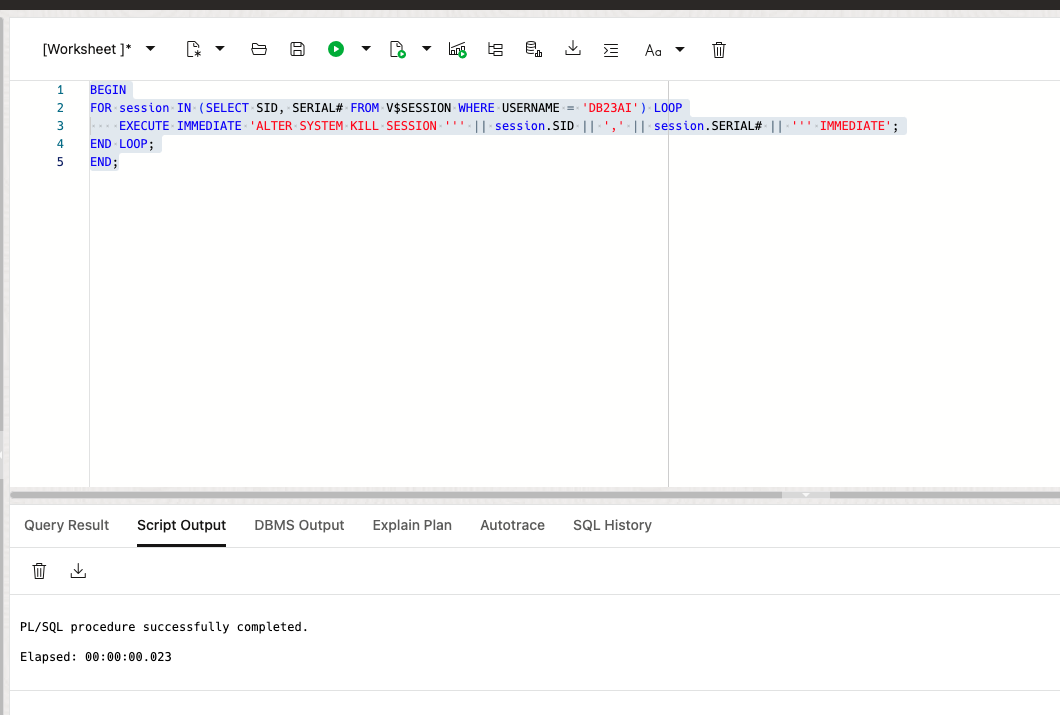 [Worksheet ]*
Aa
1 BEGIN
2 FOR session IN (SELECT SID, SERIAL# FROM V$SESSION WHERE USERNAME = 'DB23AI') LOOP
3     EXECUTE IMMEDIATE 'ALTER SYSTEM KILL SESSION ''' || session.SID || ',' || session.SERIAL# || ''' IMMEDIATE';
4 END LOOP;
5 END;
Query Result Script Output DBMS Output Explain Plan Autotrace SQL History
PL/SQL procedure successfully completed.
Elapsed: 00:00:00.023